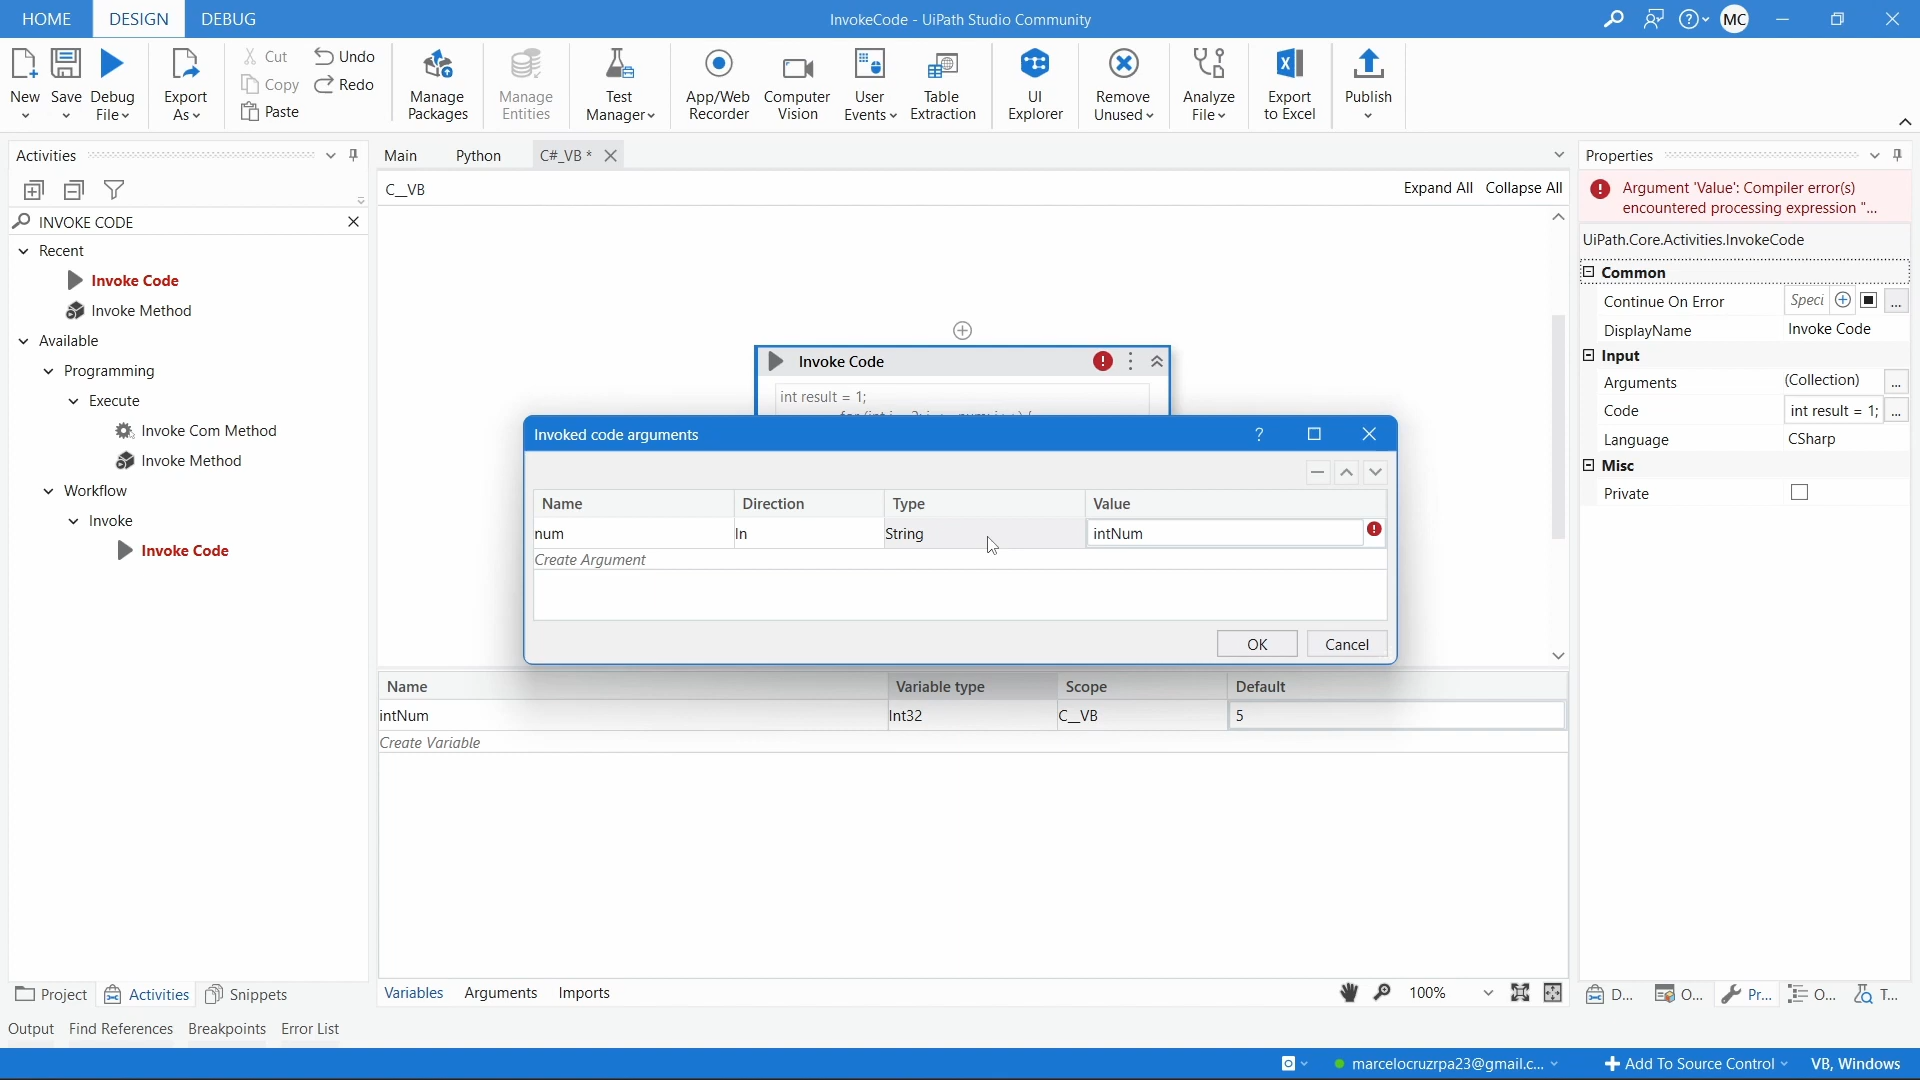 HOME
DESIGN
DEBUG
InvokeCode - UiPath Studio Community
MC
New
Save
Debug File
Export As
Cut
Copy
Paste
Undo
Redo
Manage Packages
Manage Entities
Test Manager
App/Web Recorder
Computer Vision
User Events
Table Extraction
UI Explorer
Remove Unused
Analyze File
Export to Excel
Publish
Activities
INVOKE CODE
Recent
Invoke Code
Invoke Method
Available
Programming
Execute
Invoke Com Method
Invoke Method
Workflow
Invoke
Invoke Code
Main
Python
C#_VB *
C__VB
Expand All
Collapse All
Invoke Code
int result = 1;
Invoked code arguments
?
Name
Direction
Type
Value
num
In
String
intNum
Create Argument
OK
Cancel
Name
Variable type
Scope
Default
intNum
Int32
C__VB
5
Create Variable
Variables
Arguments
Imports
100%
Properties
Argument 'Value': Compiler error(s)
encountered processing expression "...
UiPath.Core.Activities.InvokeCode
Common
Continue On Error
Speci
...
DisplayName
Invoke Code
Input
Arguments
(Collection)
...
Code
int result = 1;
...
Language
CSharp
Misc
Private
Project
Activities
Snippets
D...
O...
Pr...
O...
T...
Output
Find References
Breakpoints
Error List
marcelocruzrpa23@gmail.c...
Add To Source Control
VB, Windows